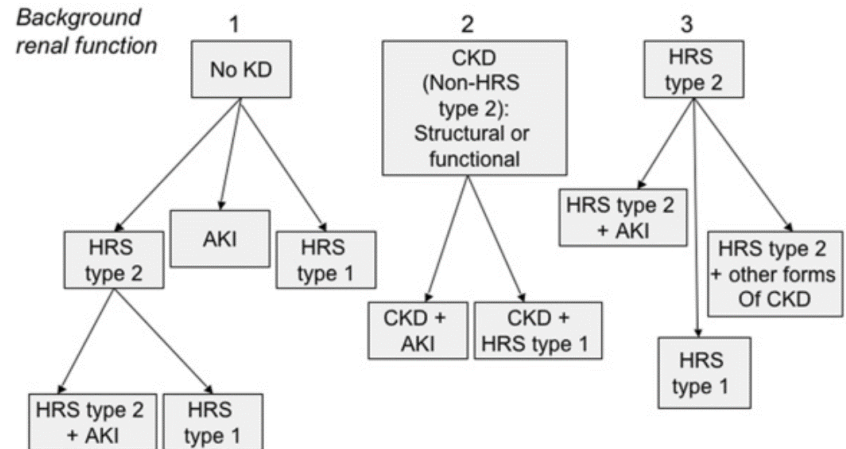 Background
renal function
1
No KD
HRS
type 2
AKI
HRS
type 1
HRS type 2
+ AKI
HRS
type 1
2
CKD
(Non-HRS
type 2):
Structural or
functional
CKD +
AKI
CKD +
HRS type 1
3
HRS
type 2
HRS type 2
+ AKI
HRS
type 1
HRS type 2
+ other forms
Of CKD